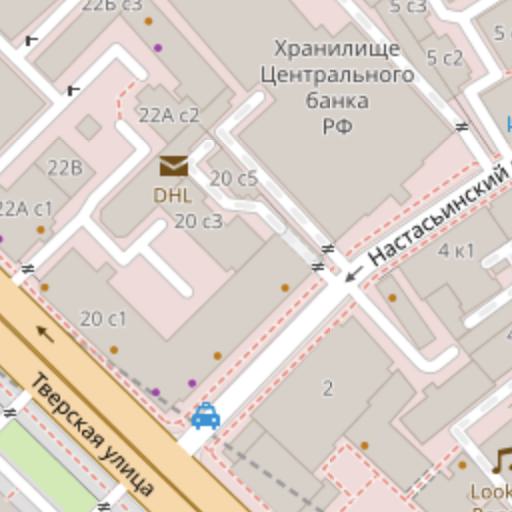 22Б с3
5 с3
5
Хранилище
Центрального
банка
РФ
5 с2
22А с2
22В
DHL
20 с5
22А с1
20 с3
Настасьинский
4 к1
20 с1
2
Тверская улица
Look